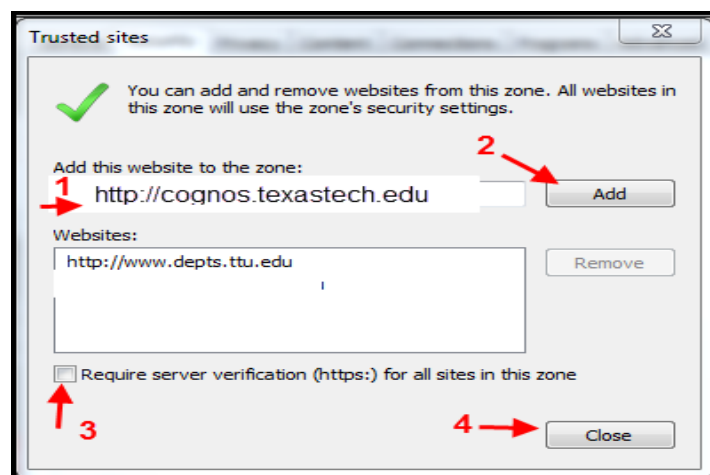 Trusted sites
You can add and remove websites from this zone. All websites in
this zone will use the zone's security settings.
2
Add this website to the zone:
1
http://cognos.texastech.edu
Add
Websites:
http://www.depts.ttu.edu
Remove
Require server verification (https:) for all sites in this zone
3
4
Close